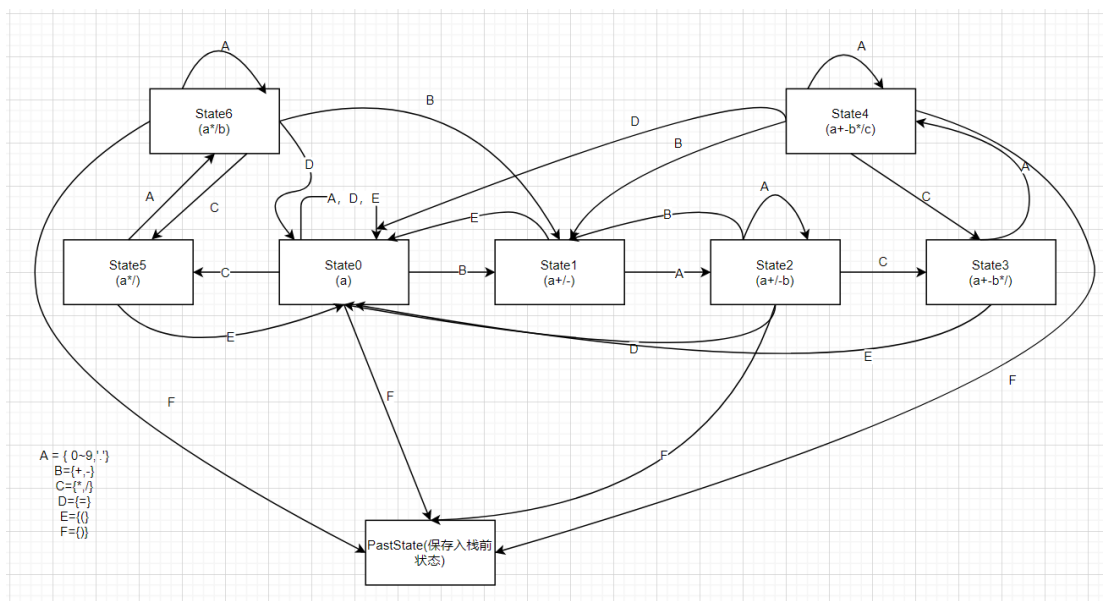 A
A
State6
(a*/b)
State4
(a+-b*/c)
B
D
B
D
A
A
A
C
A，D，E
C
E
B
State5
(a*/)
State0
(a)
State1
(a+/-)
State2
(a+/-b)
State3
(a+-b*/)
C
B
A
C
E
D
E
F
F
F
F
A = { 0~9,'.'}
B={+,-}
C={*,/}
D={=}
E={(}
F={)}
PastState(保存入栈前
状态)